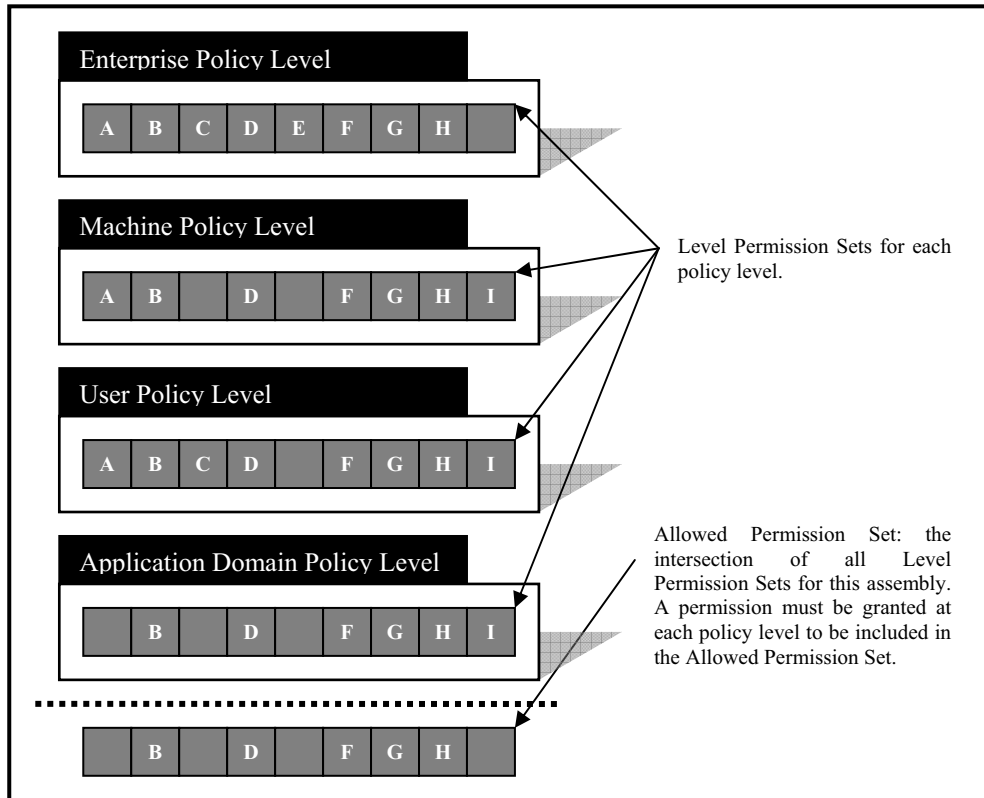 Enterprise Policy Level
A B C D E F G H
Machine Policy Level
A B D F G H I
Level Permission Sets for each
policy level.
User Policy Level
A B C D F G H I
Application Domain Policy Level
B D F G H I
Allowed Permission Set: the
intersection of all Level
Permission Sets for this assembly.
A permission must be granted at
each policy level to be included in
the Allowed Permission Set.
B D F G H